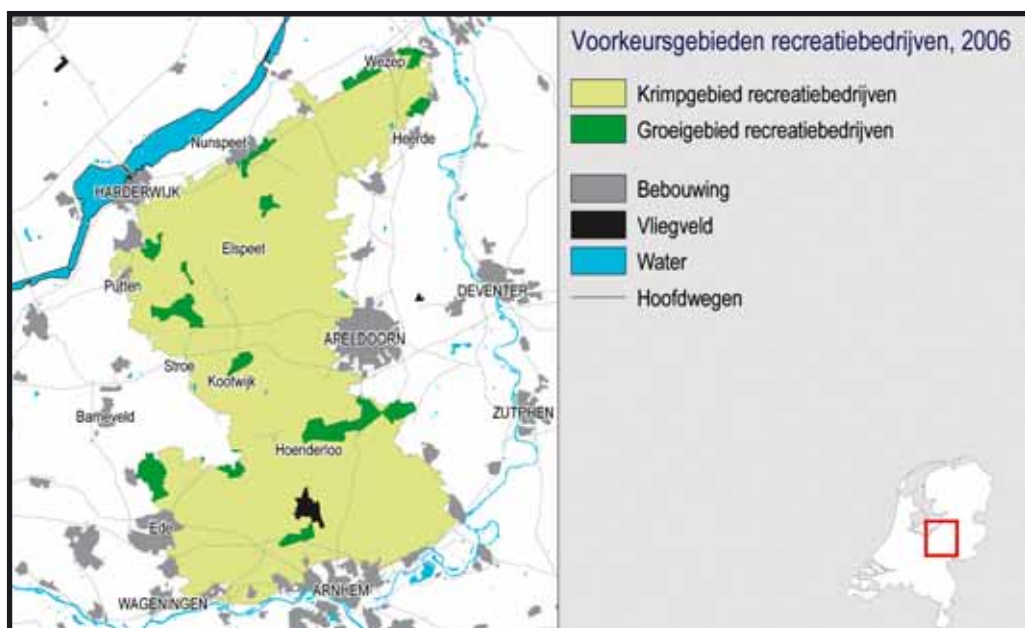 Voorkeursgebieden recreatiebedrijven, 2006
Krimpgebied recreatiebedrijven
Groeigebied recreatiebedrijven
Bebouwing
Vliegveld
Water
Hoofdwegen
Wezep
Heerde
Nunspeet
HARDERWIJK
Elspeet
Putten
DEVENTER
APELDOORN
Stroe
Kootwijk
Barneveld
ZUTPHEN
Hoenderloo
Ede
ARNHEM
WAGENINGEN